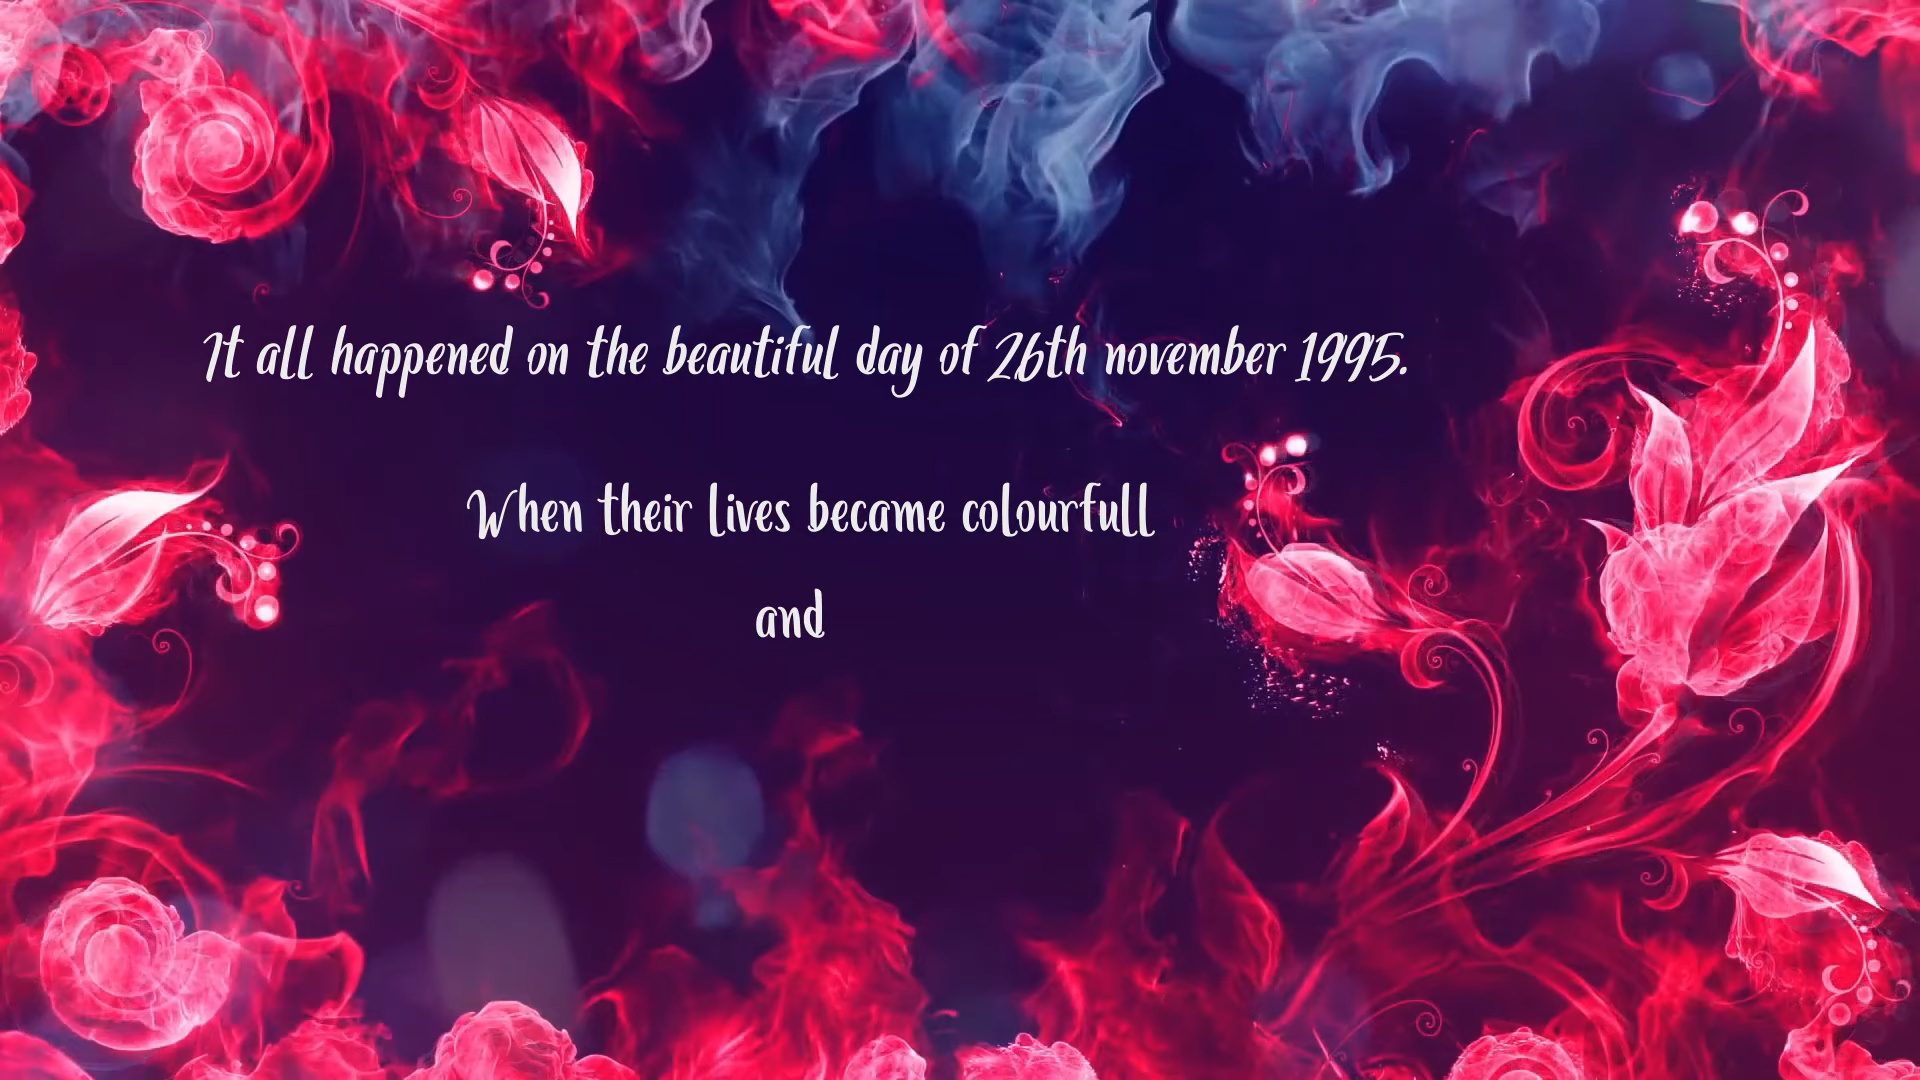 It all happened on the beautiful day of 26th november 1995.
When their lives became colourfull
and